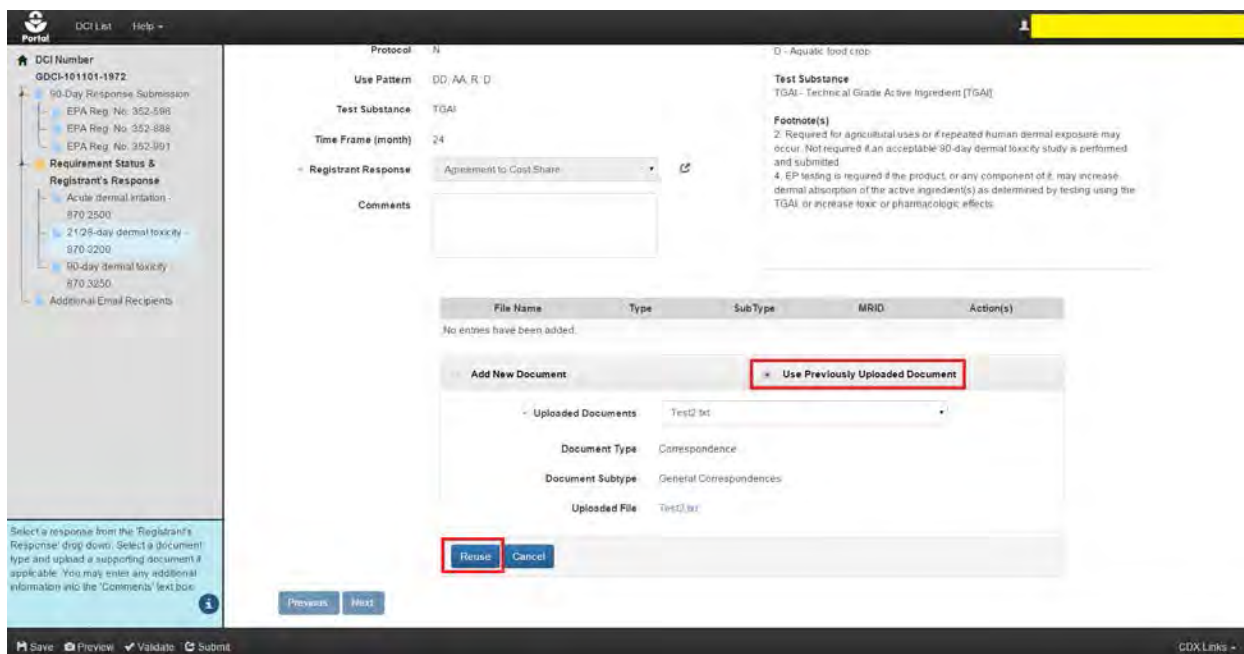 Portal
DCI List Help
DCI Number
GDCI-101101-1972
90-Day Response Submission
EPA Reg. No. 352-596
EPA Reg. No. 352-888
EPA Reg. No. 352-991
Requirement Status &
Registrant's Response
Acute dermal irritation -
870.2500
21/28-day dermal toxicity -
870.3200
90-day dermal toxicity
870.3250
Additional Email Recipients
Select a response from the 'Registrant's
Response' drop down. Select a document
type and upload a supporting document if
applicable. You may enter any additional
information into the 'Comments' text box.
Protocol N
Use Pattern DD, AA, R, D
Test Substance TGAI
Time Frame (month) 24
Registrant Response Agreement to Cost Share
Comments
D - Aquatic food crop
Test Substance
TGAI - Technical Grade Active Ingredient [TGAI]
Footnote(s)
2. Required for agricultural uses or if repeated human dermal exposure may
occur. Not required if an acceptable 90-day dermal toxicity study is performed
and submitted.
4. EP testing is required if the product, or any component of it, may increase
dermal absorption of the active ingredient(s) as determined by testing using the
TGAI, or increase toxic or pharmacologic effects.
File Name Type SubType MRID Action(s)
No entries have been added.
Add New Document Use Previously Uploaded Document
Uploaded Documents Test2.txt
Document Type Correspondence
Document Subtype General Correspondences
Uploaded File Test2.txt
Reuse Cancel
Previous Next
Save Preview Validate Submit CDX Links